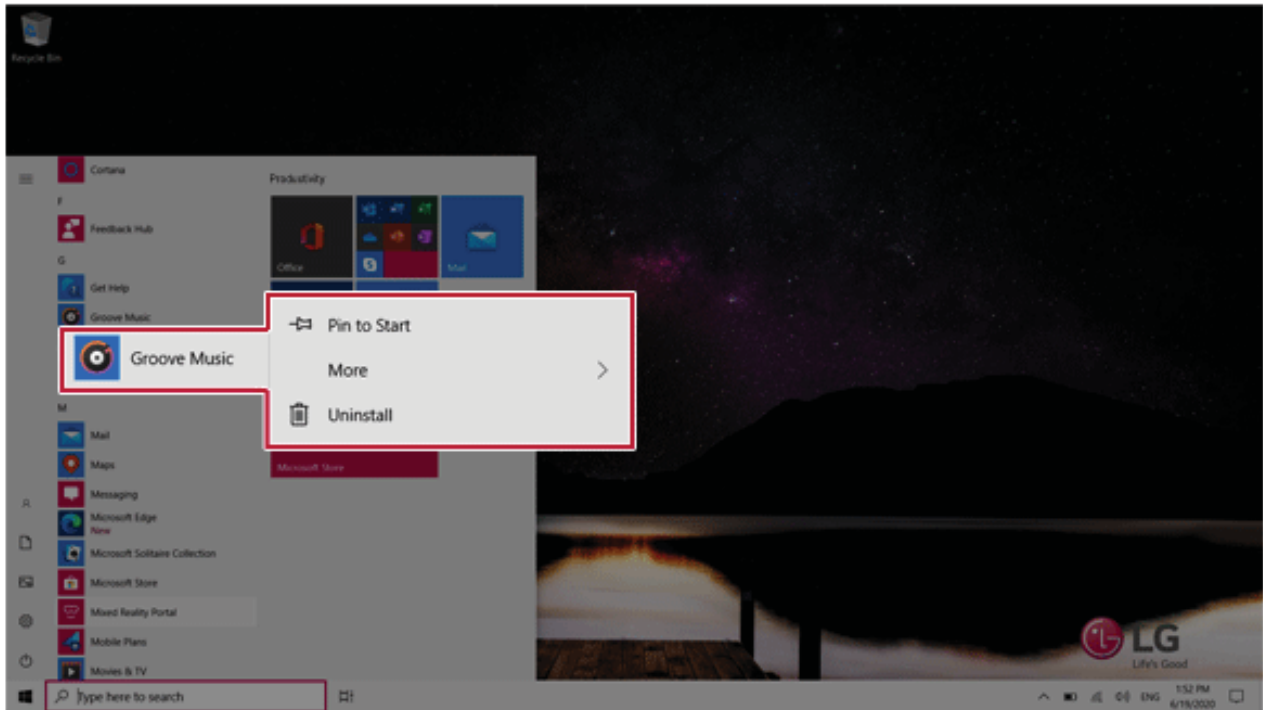 Recycle Bin
Cortana
Productivity
F
Feedback Hub
Office
Mail
G
Get Help
Groove Music
Groove Music
Pin to Start
More
Uninstall
M
Mail
Maps
Microsoft Store
Messaging
Microsoft Edge
New
Microsoft Solitaire Collection
Microsoft Store
Mixed Reality Portal
Mobile Plans
Movies & TV
LG
Life's Good
Type here to search
ENG
1:52 PM
6/19/2020